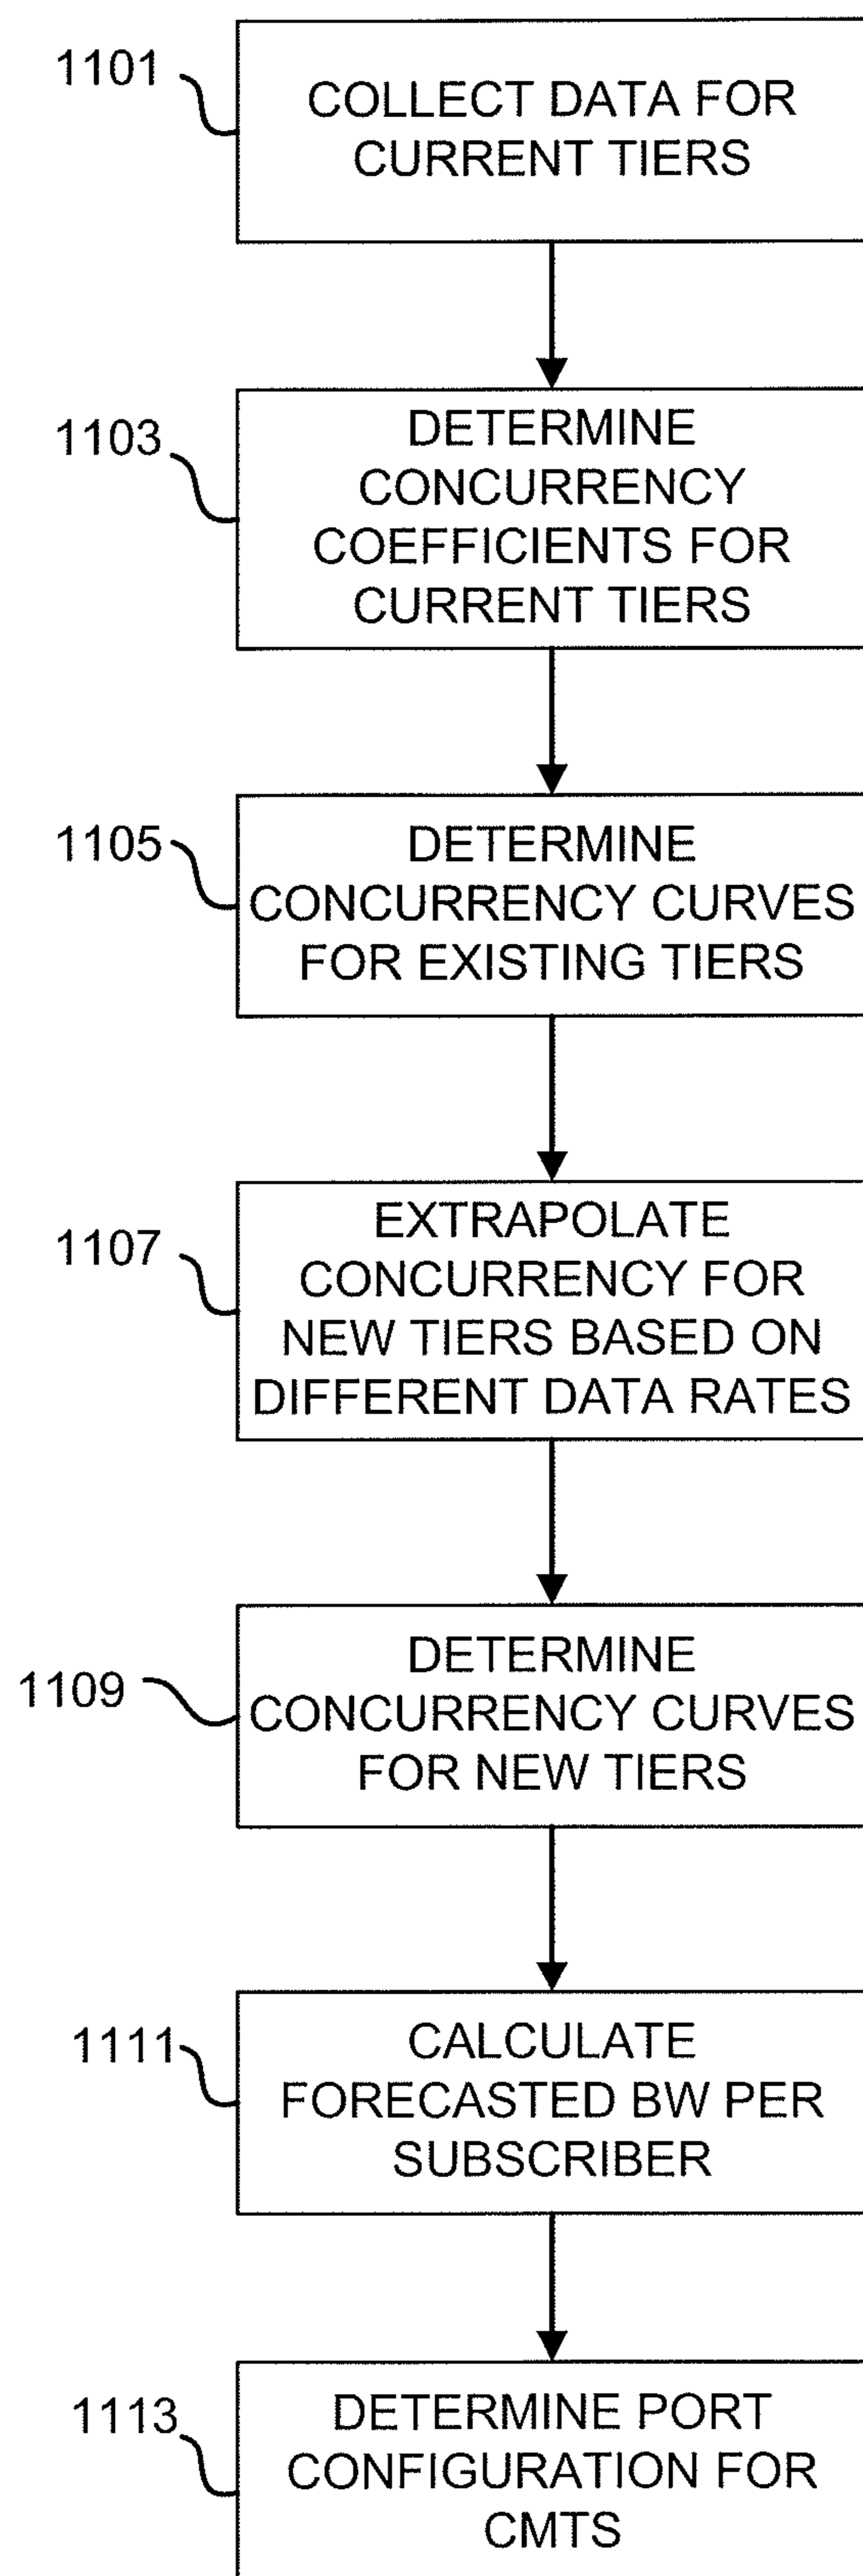 1101
COLLECT DATA FOR
CURRENT TIERS
1103
DETERMINE
CONCURRENCY
COEFFICIENTS FOR
CURRENT TIERS
1105
DETERMINE
CONCURRENCY CURVES
FOR EXISTING TIERS
1107
EXTRAPOLATE
CONCURRENCY FOR
NEW TIERS BASED ON
DIFFERENT DATA RATES
1109
DETERMINE
CONCURRENCY CURVES
FOR NEW TIERS
1111
CALCULATE
FORECASTED BW PER
SUBSCRIBER
1113
DETERMINE PORT
CONFIGURATION FOR
CMTS